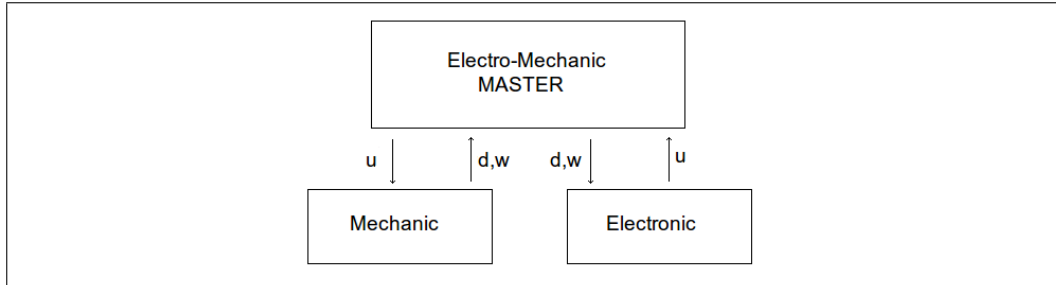 Electro-Mechanic
MASTER
u
d,w
d,w
u
Mechanic
Electronic